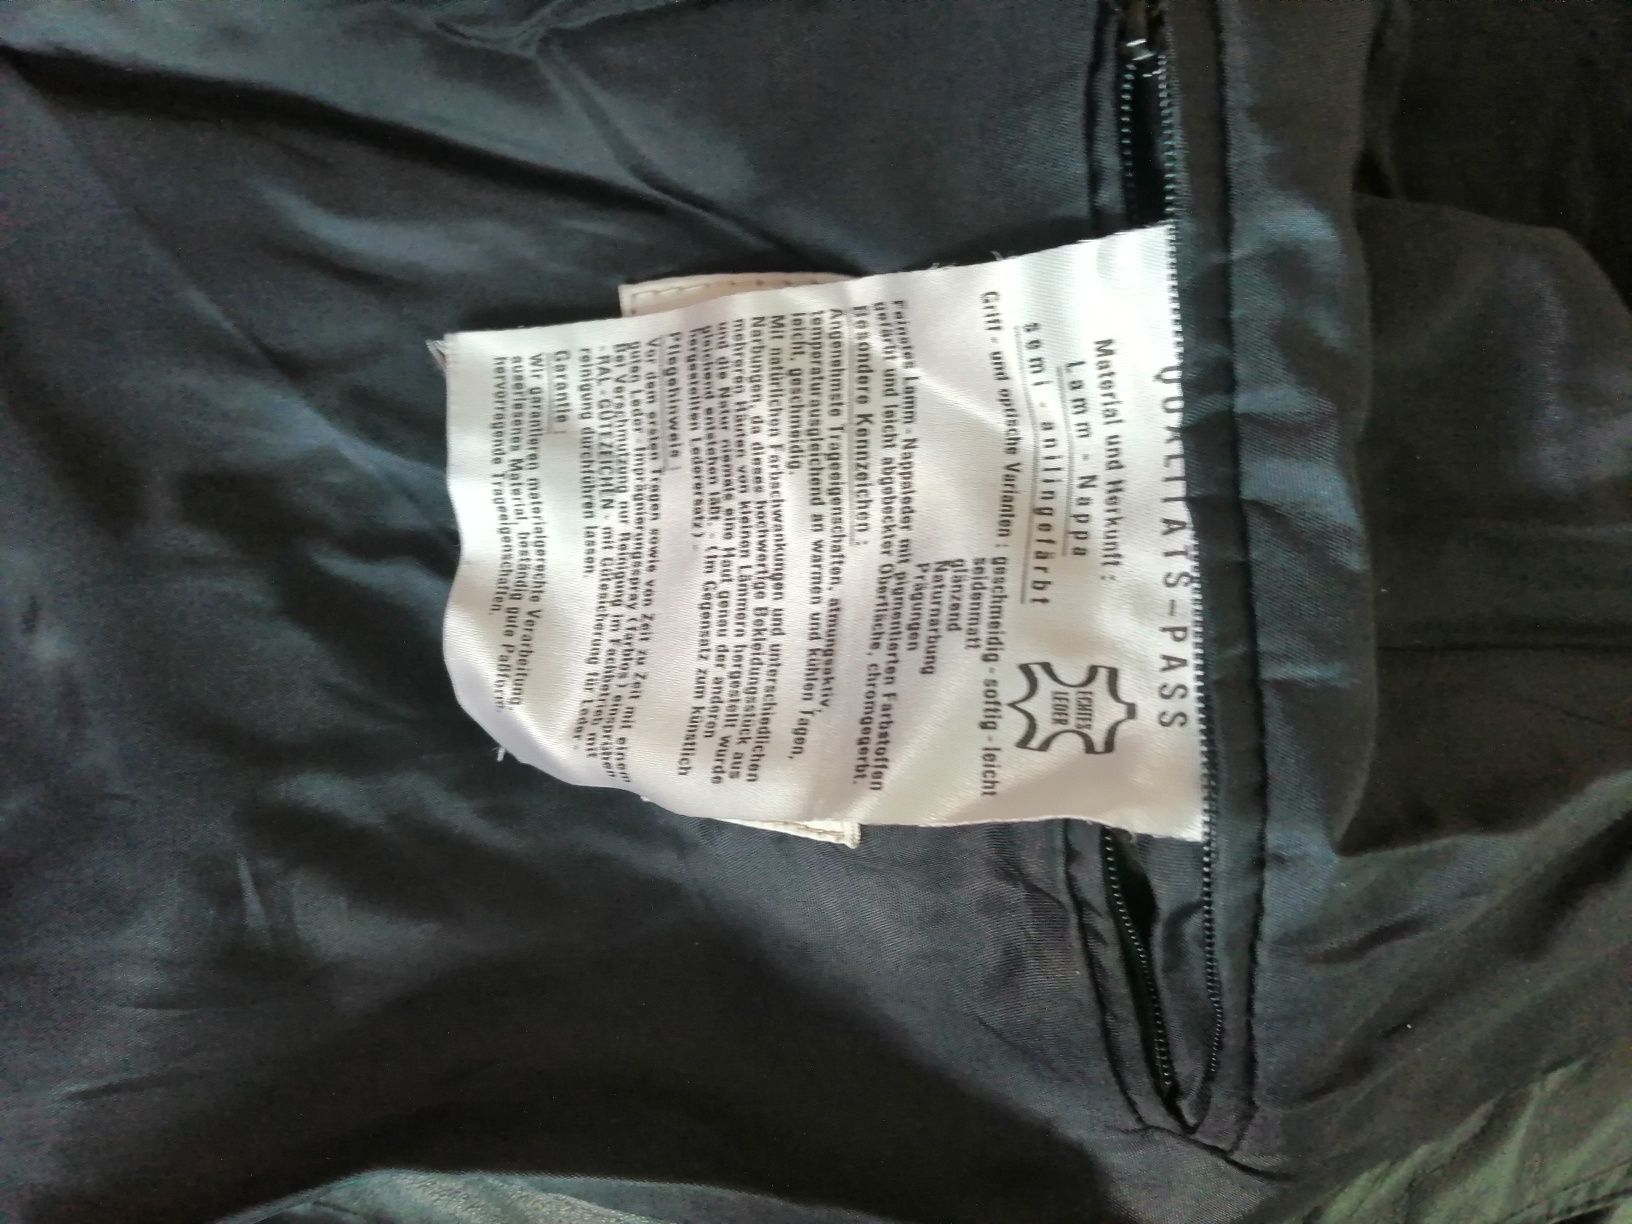 QUALITÄTS-PASS
Material und Herkunft:
Lamm-Nappa
semi-anilingefärbt
ECHTES
LEDER
Griff- und optische Varianten: geschmeidig-softig-leicht
seidenmatt
glänzend
Naturnarbung
Prägungen
Feinstes Lamm-Nappaleder mit pigmentierten Farbstoffen
gefärbt und leicht abgedeckter Oberfläche, chromgegerbt.
Besondere Kennzeichen:
Angenehmste Trageeigenschaften, atmungsaktiv,
temperaturausgleichend an warmen und kühlen Tagen,
leicht, geschmeidig.
Mit natürlichen Farbschwankungen und unterschiedlichen
Narbungen, da dieses hochwertige Bekleidungsstück aus
mehreren Häuten von kleinen Lämmern hergestellt wurde
und die Natur niemals eine Haut genau der anderen
gleichend entstehen läßt. - (Im Gegensatz zum künstlich
hergestellten Lederersatz) -
Pflegehinweis:
Vor dem ersten Tragen sowie von Zeit zu Zeit mit einem
guten Leder-Imprägnierungsspray (farblos) einsprühen
Bei Verschmutzung nur Reinigung im Fachbetrieb mit
- RAL-GÜTEZEICHEN - mit Gütesicherung für Leder-
reinigung durchführen lassen.
Garantie:
Wir garantieren materialgerechte Verarbeitung,
auserlesenes Material, beständig gute Paßform,
hervorragende Trageeigenschaften.